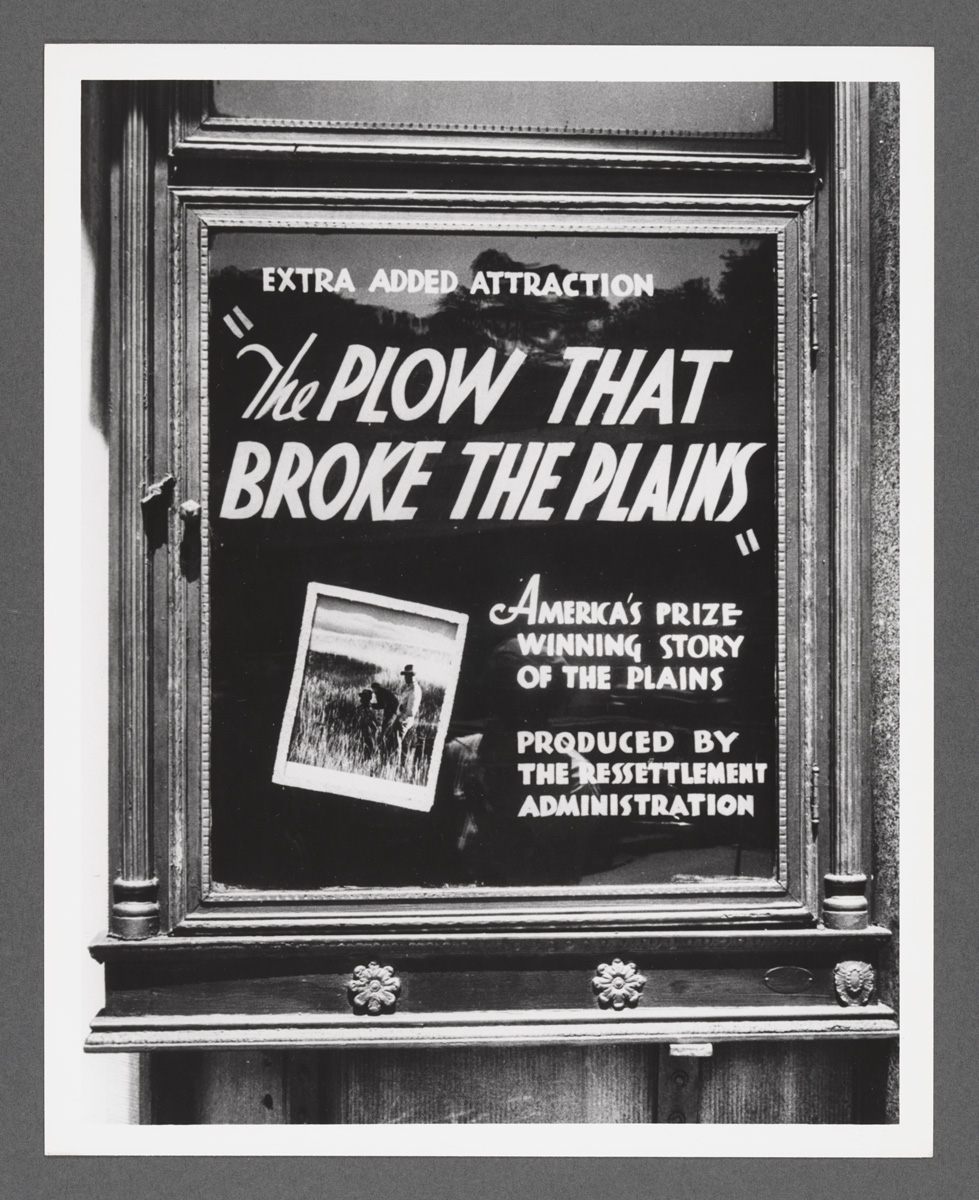 EXTRA ADDED ATTRACTION
"The PLOW THAT
BROKE THE PLAINS"
AMERICA'S PRIZE-
WINNING STORY
OF THE PLAINS
PRODUCED BY
THE RESSETTLEMENT
ADMINISTRATION